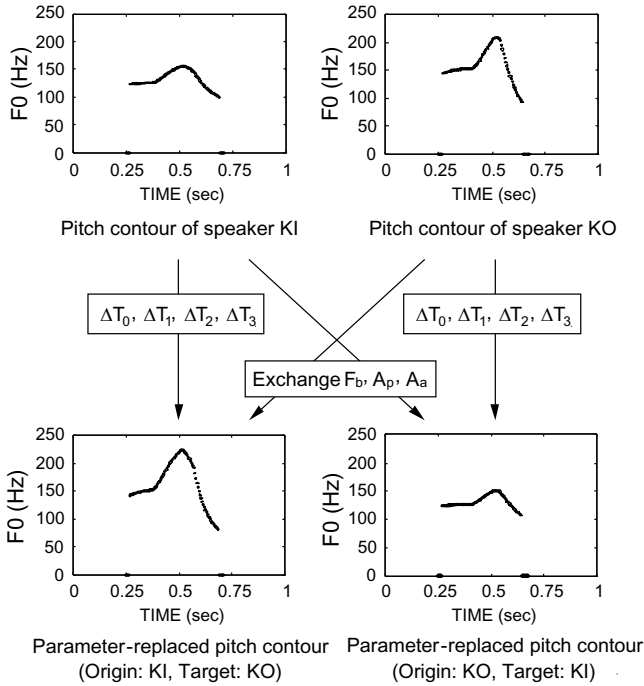 250
200
150
100
50
0
F0 (Hz)
0 0.25 0.5 0.75 1
TIME (sec)
Pitch contour of speaker KI
250
200
150
100
50
0
F0 (Hz)
0 0.25 0.5 0.75 1
TIME (sec)
Pitch contour of speaker KO
ΔT₀, ΔT₁, ΔT₂, ΔT₃
ΔT₀, ΔT₁, ΔT₂, ΔT₃
Exchange F_b, A_p, A_a
250
200
150
100
50
0
F0 (Hz)
0 0.25 0.5 0.75 1
TIME (sec)
Parameter-replaced pitch contour
(Origin: KI, Target: KO)
250
200
150
100
50
0
F0 (Hz)
0 0.25 0.5 0.75 1
TIME (sec)
Parameter-replaced pitch contour
(Origin: KO, Target: KI)